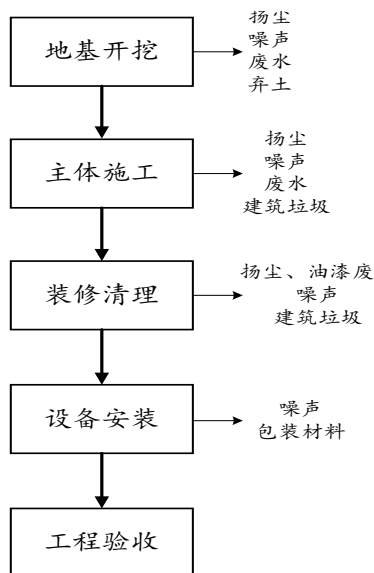 扬尘
噪声
废水
弃土
地基开挖
扬尘
噪声
废水
建筑垃圾
主体施工
扬尘、油漆废
噪声
建筑垃圾
装修清理
噪声
包装材料
设备安装
工程验收